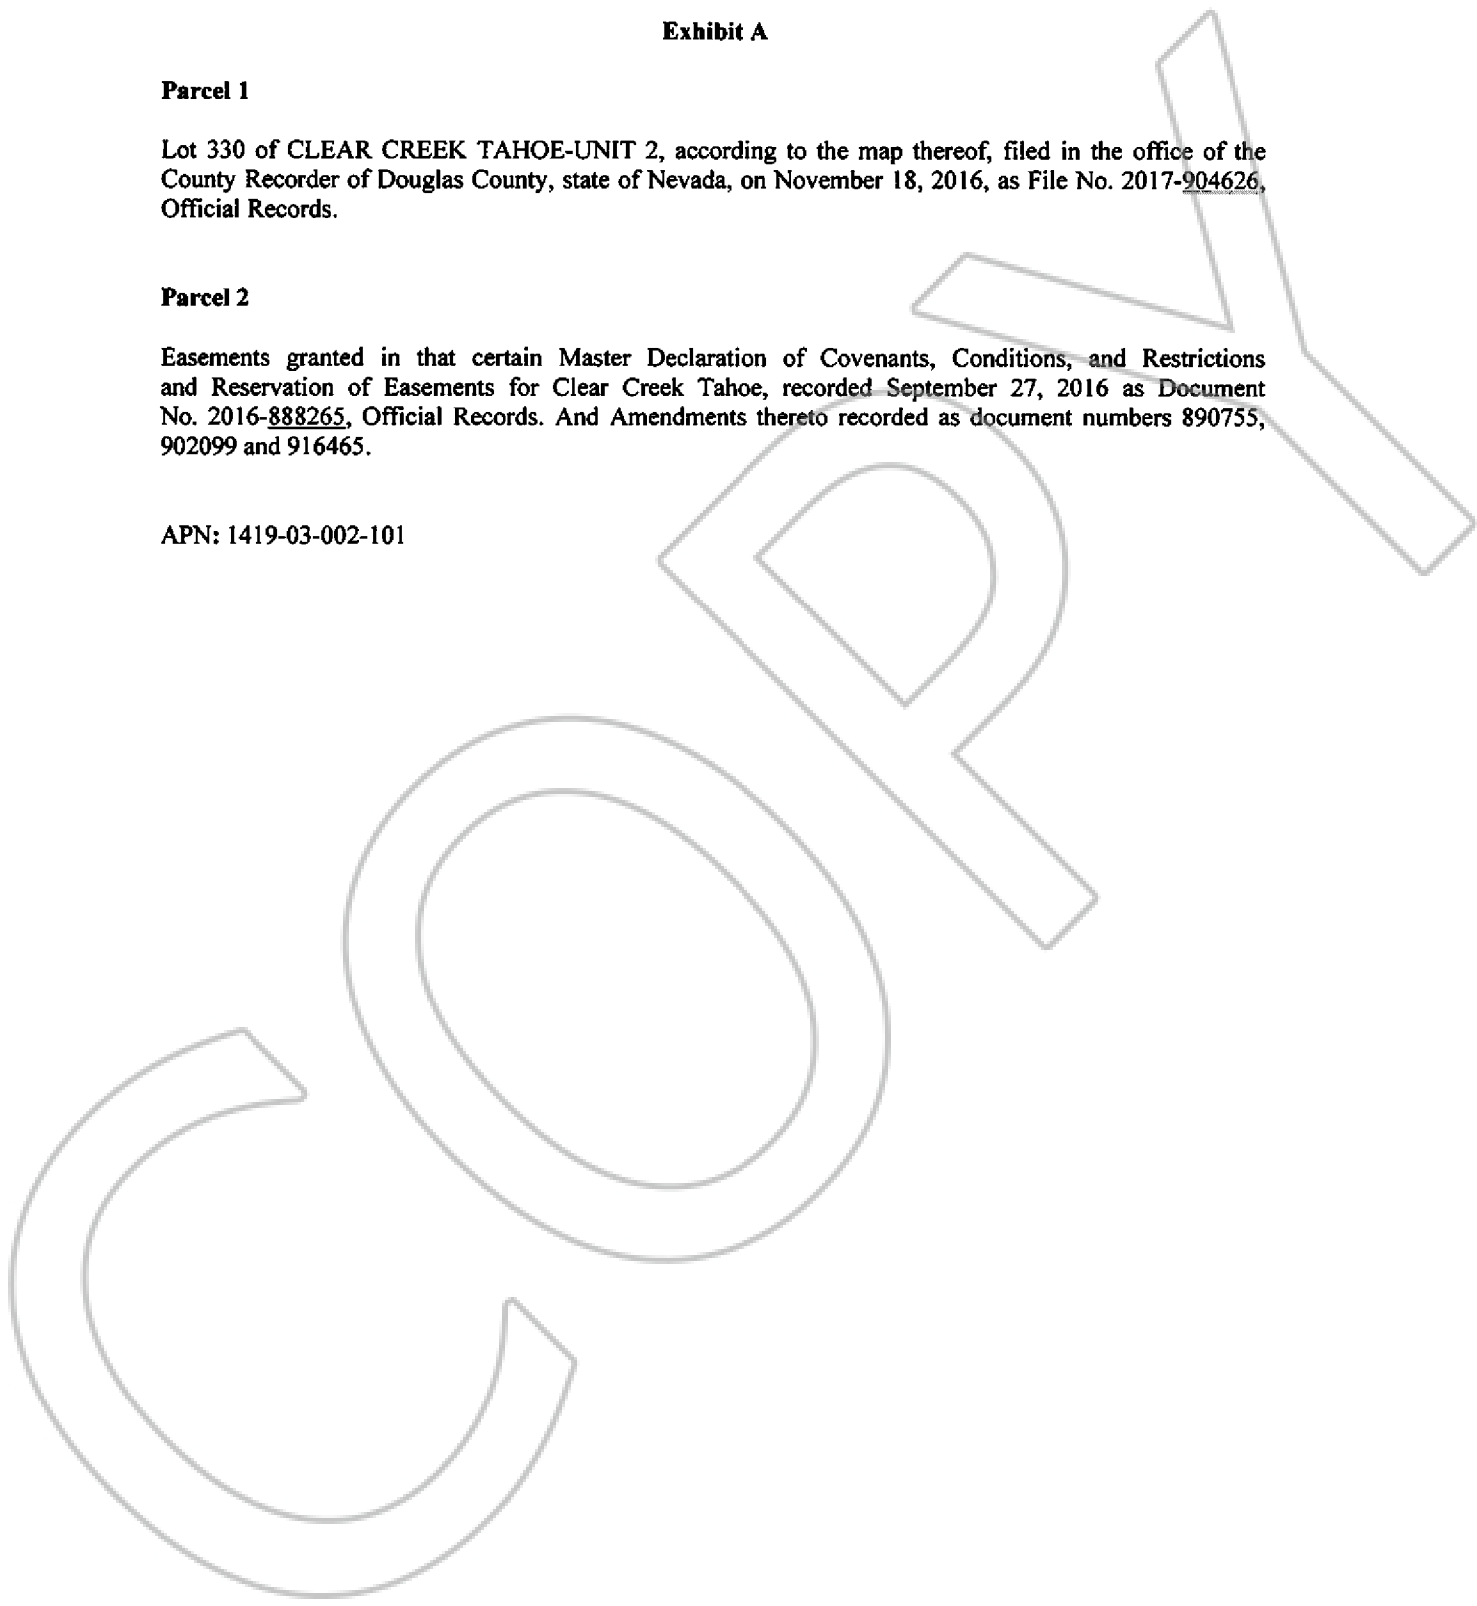 Exhibit A
Parcel 1
Lot 330 of CLEAR CREEK TAHOE-UNIT 2, according to the map thereof, filed in the office of the
County Recorder of Douglas County, state of Nevada, on November 18, 2016, as File No. 2017-904626,
Official Records.
Parcel 2
Easements granted in that certain Master Declaration of Covenants, Conditions, and Restrictions
and Reservation of Easements for Clear Creek Tahoe, recorded September 27, 2016 as Document
No. 2016-888265, Official Records. And Amendments thereto recorded as document numbers 890755,
902099 and 916465.
APN: 1419-03-002-101
COPY